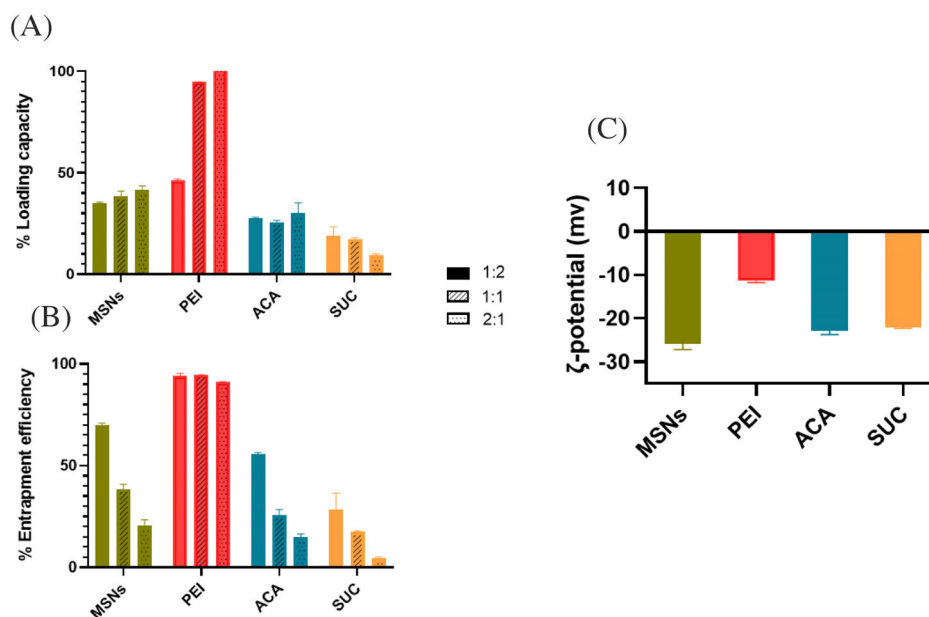 (A)
% Loading capacity
100
50
0
MSNs
PEI
ACA
SUC
(B)
% Entrapment efficiency
100
50
0
MSNs
PEI
ACA
SUC
1:2
1:1
2:1
(C)
ζ-potential (mv)
10
0
-10
-20
-30
MSNs
PEI
ACA
SUC